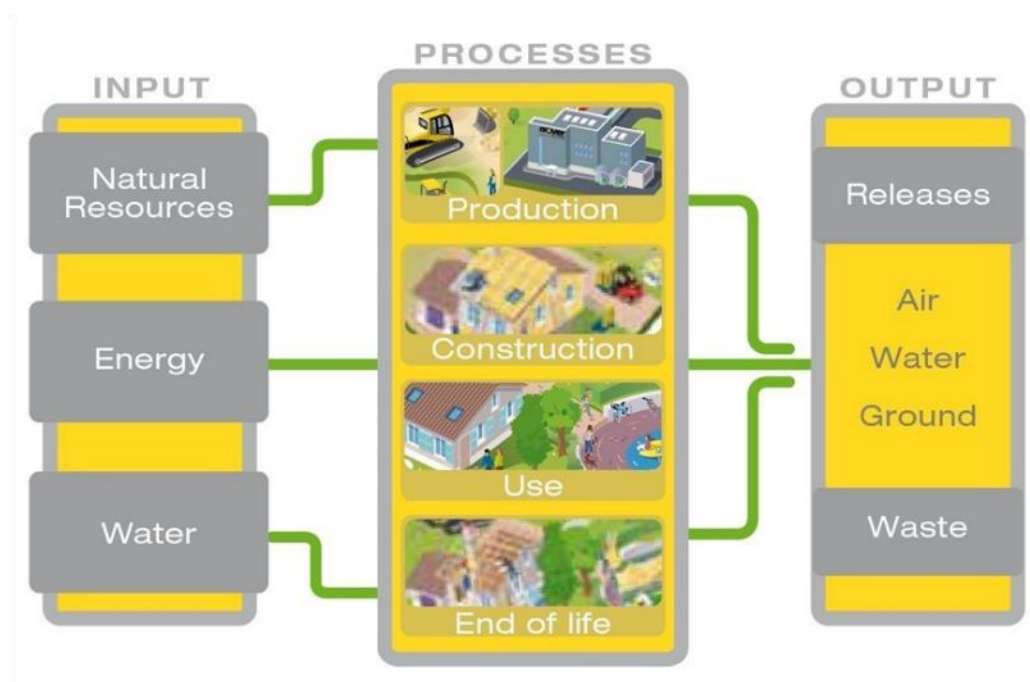 PROCESSES
INPUT
OUTPUT
Natural
Resources
Energy
Water
Production
Construction
Use
End of life
Releases
Air
Water
Ground
Waste